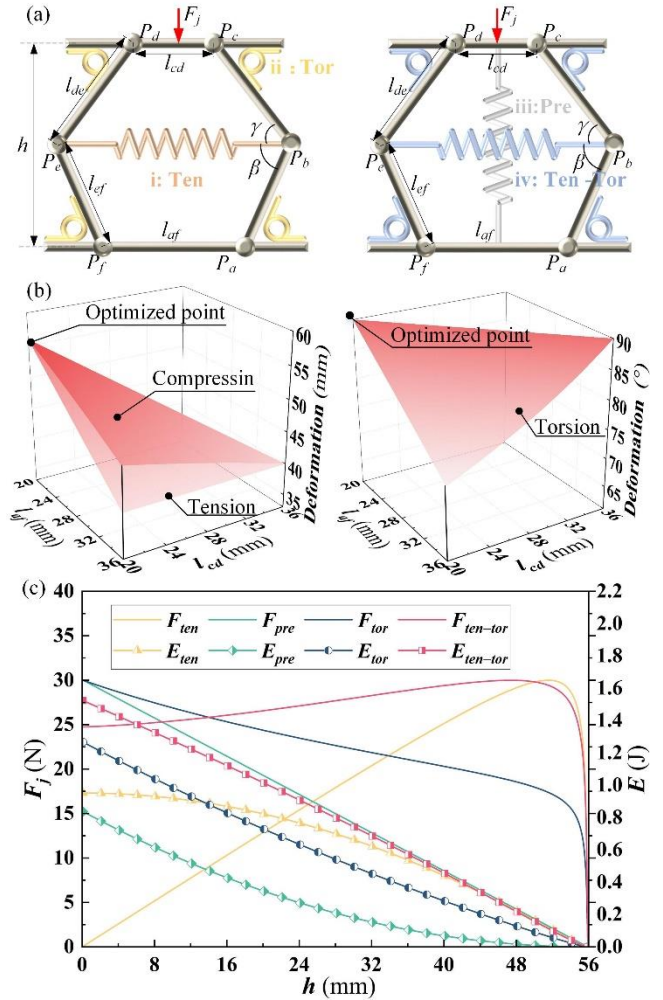 (a)
F_j
F_j
P_d
P_c
P_d
P_c
l_cd
l_cd
ii : Tor
l_de
l_de
iii:Pre
h
γ
γ
P_e
P_b
P_e
P_b
β
β
i: Ten
iv: Ten -Tor
l_ef
l_ef
l_af
l_af
P_f
P_a
P_f
P_a
(b)
Optimized point
Compressin
Tension
60
55
50
45
40
35
Deformation (mm)
20
24
28
32
36
l_ef (mm)
20
24
28
32
36
l_cd (mm)
Optimized point
Torsion
90
85
80
75
70
65
Deformation (°)
20
24
28
32
36
l_ef (mm)
20
24
28
32
36
l_cd (mm)
(c)
F_ten
F_pre
F_tor
F_ten-tor
E_ten
E_pre
E_tor
E_ten-tor
40
35
30
25
20
15
10
5
0
F_j (N)
2.2
2.0
1.8
1.6
1.4
1.2
1.0
0.8
0.6
0.4
0.2
0.0
E (J)
0
8
16
24
32
40
48
56
h (mm)